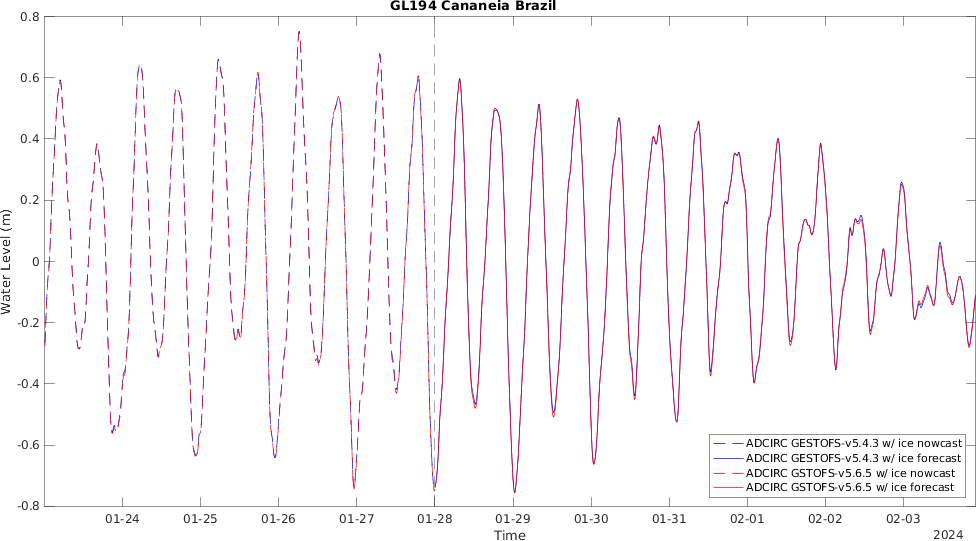 GL194 Cananeia Brazil
Water Level (m)
0.8
0.6
0.4
0.2
0
-0.2
-0.4
-0.6
-0.8
ADCIRC GESTOFS-v5.4.3 w/ ice nowcast
ADCIRC GESTOFS-v5.4.3 w/ ice forecast
ADCIRC GSTOFS-v5.6.5 w/ ice nowcast
ADCIRC GSTOFS-v5.6.5 w/ ice forecast
01-24 01-25 01-26 01-27 01-28 01-29 01-30 01-31 02-01 02-02 02-03
Time
2024